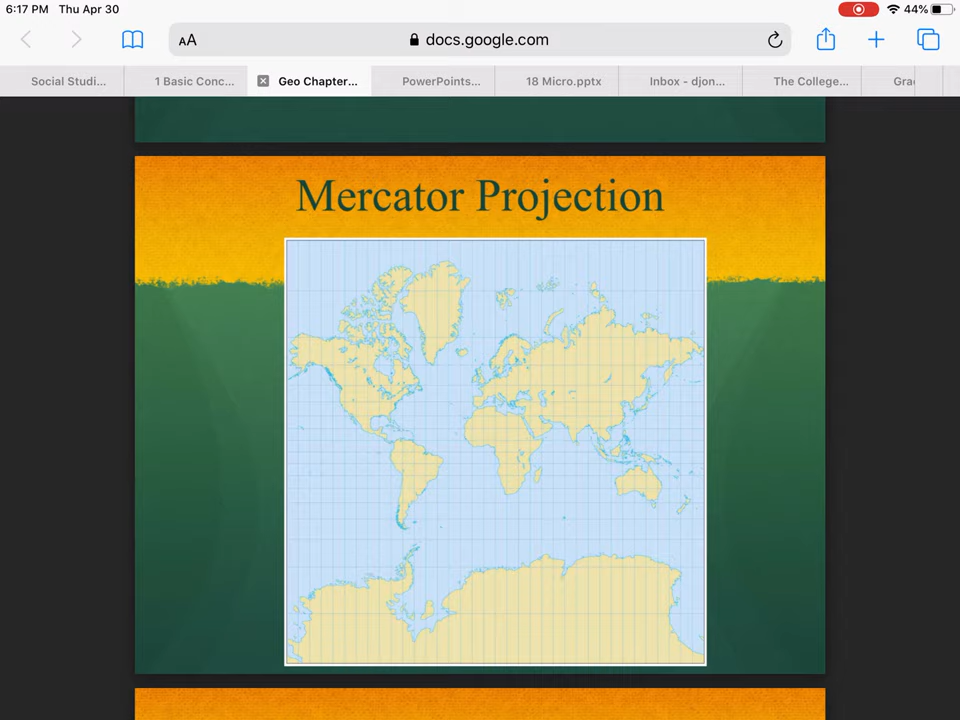 6:17 PM Thu Apr 30 44%
AA docs.google.com
Social Studi... 1 Basic Conc... Geo Chapter... PowerPoints... 18 Micro.pptx Inbox - djon... The College... Gra
Mercator Projection